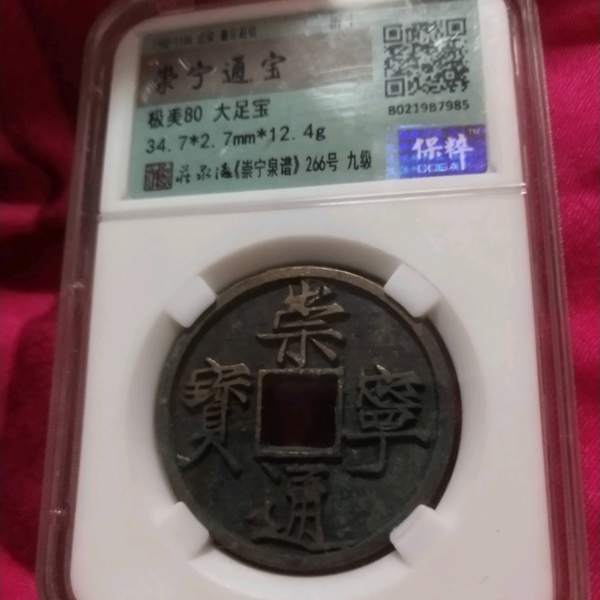 崇宁通宝
极美80 大足宝
34.7*2.7mm*12.4g
《崇宁泉谱》266号 九级
8021987985
保粹
崇寧通寳